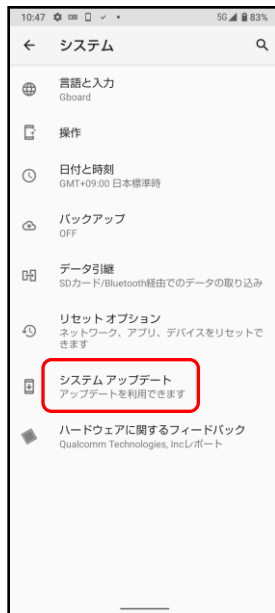 10:47 5G 83%
システム
言語と入力
Gboard
操作
日付と時刻
GMT+09:00 日本標準時
バックアップ
OFF
データ引継
SDカード/Bluetooth経由でのデータの取り込み
リセット オプション
ネットワーク、アプリ、デバイスをリセットで
きます
システム アップデート
アップデートを利用できます
ハードウェアに関するフィードバック
Qualcomm Technologies, Incレポート